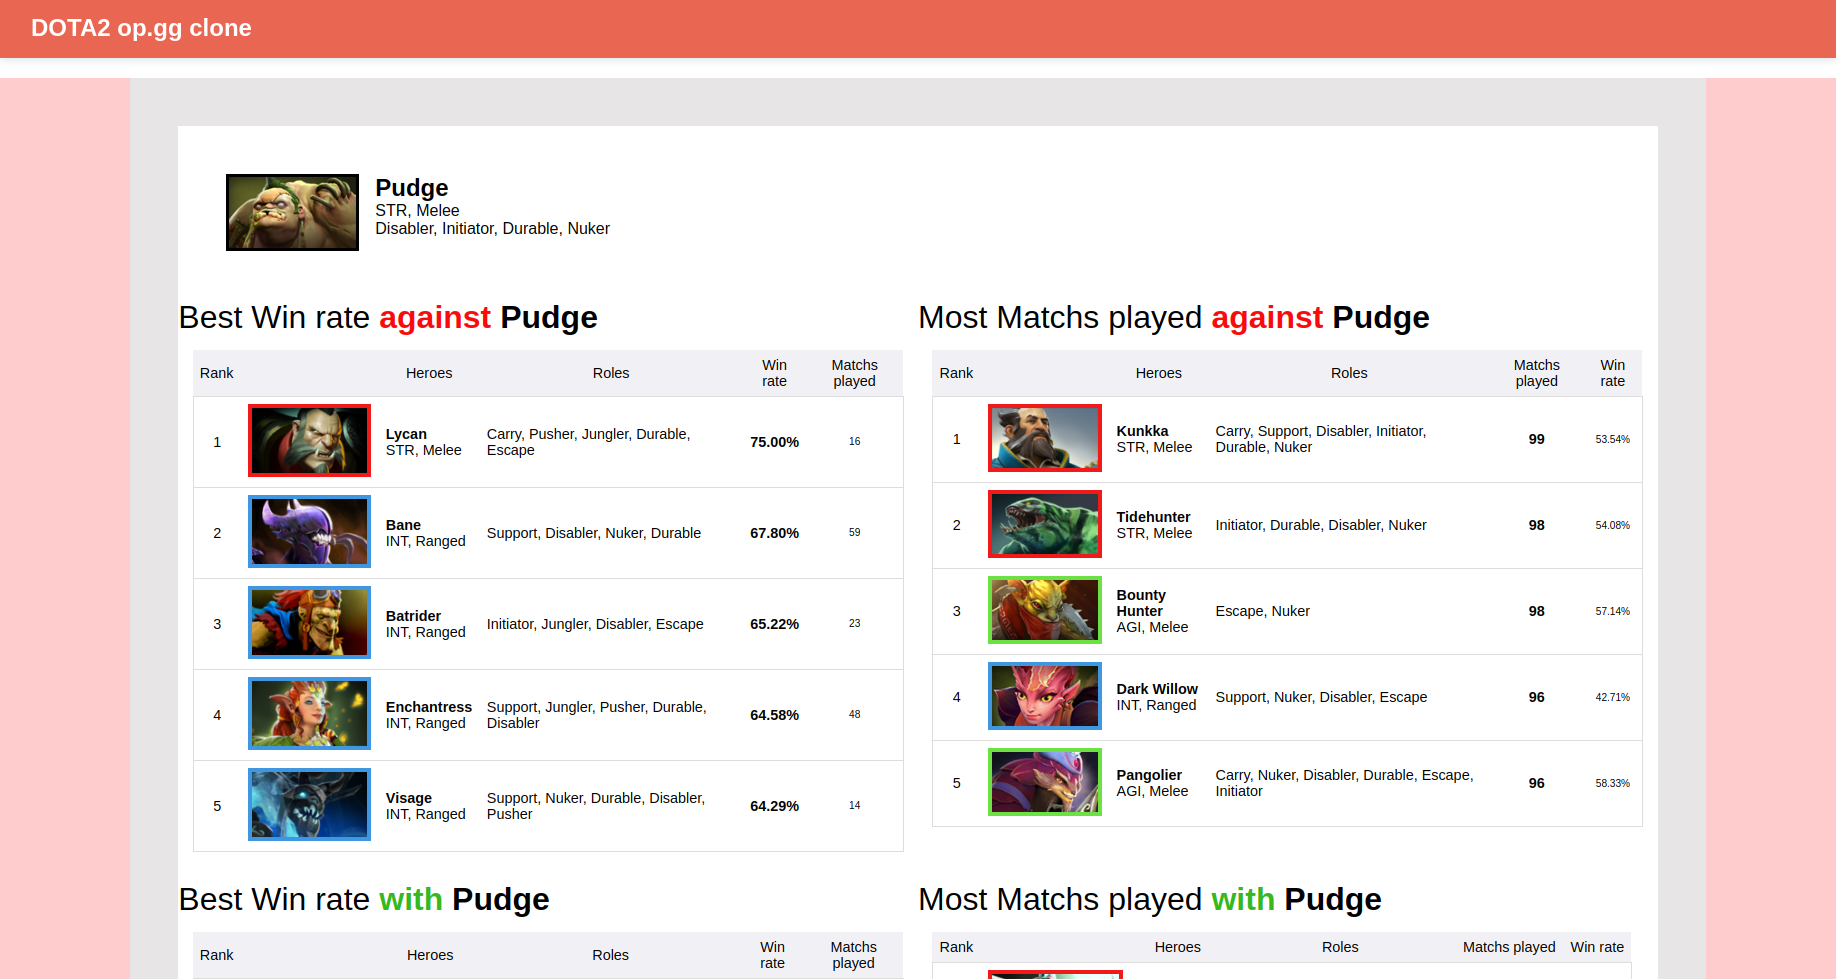 DOTA2 op.gg clone
Pudge
STR, Melee
Disabler, Initiator, Durable, Nuker
Best Win rate against Pudge
Rank Heroes Roles Win rate Matchs played
1 Lycan STR, Melee Carry, Pusher, Jungler, Durable, Escape 75.00% 16
2 Bane INT, Ranged Support, Disabler, Nuker, Durable 67.80% 59
3 Batrider INT, Ranged Initiator, Jungler, Disabler, Escape 65.22% 23
4 Enchantress INT, Ranged Support, Jungler, Pusher, Durable, Disabler 64.58% 48
5 Visage INT, Ranged Support, Nuker, Durable, Disabler, Pusher 64.29% 14
Most Matchs played against Pudge
Rank Heroes Roles Matchs played Win rate
1 Kunkka STR, Melee Carry, Support, Disabler, Initiator, Durable, Nuker 99 53.54%
2 Tidehunter STR, Melee Initiator, Durable, Disabler, Nuker 98 54.08%
3 Bounty Hunter AGI, Melee Escape, Nuker 98 57.14%
4 Dark Willow INT, Ranged Support, Nuker, Disabler, Escape 96 42.71%
5 Pangolier AGI, Melee Carry, Nuker, Disabler, Durable, Escape, Initiator 96 58.33%
Best Win rate with Pudge
Rank Heroes Roles Win rate Matchs played
Most Matchs played with Pudge
Rank Heroes Roles Matchs played Win rate